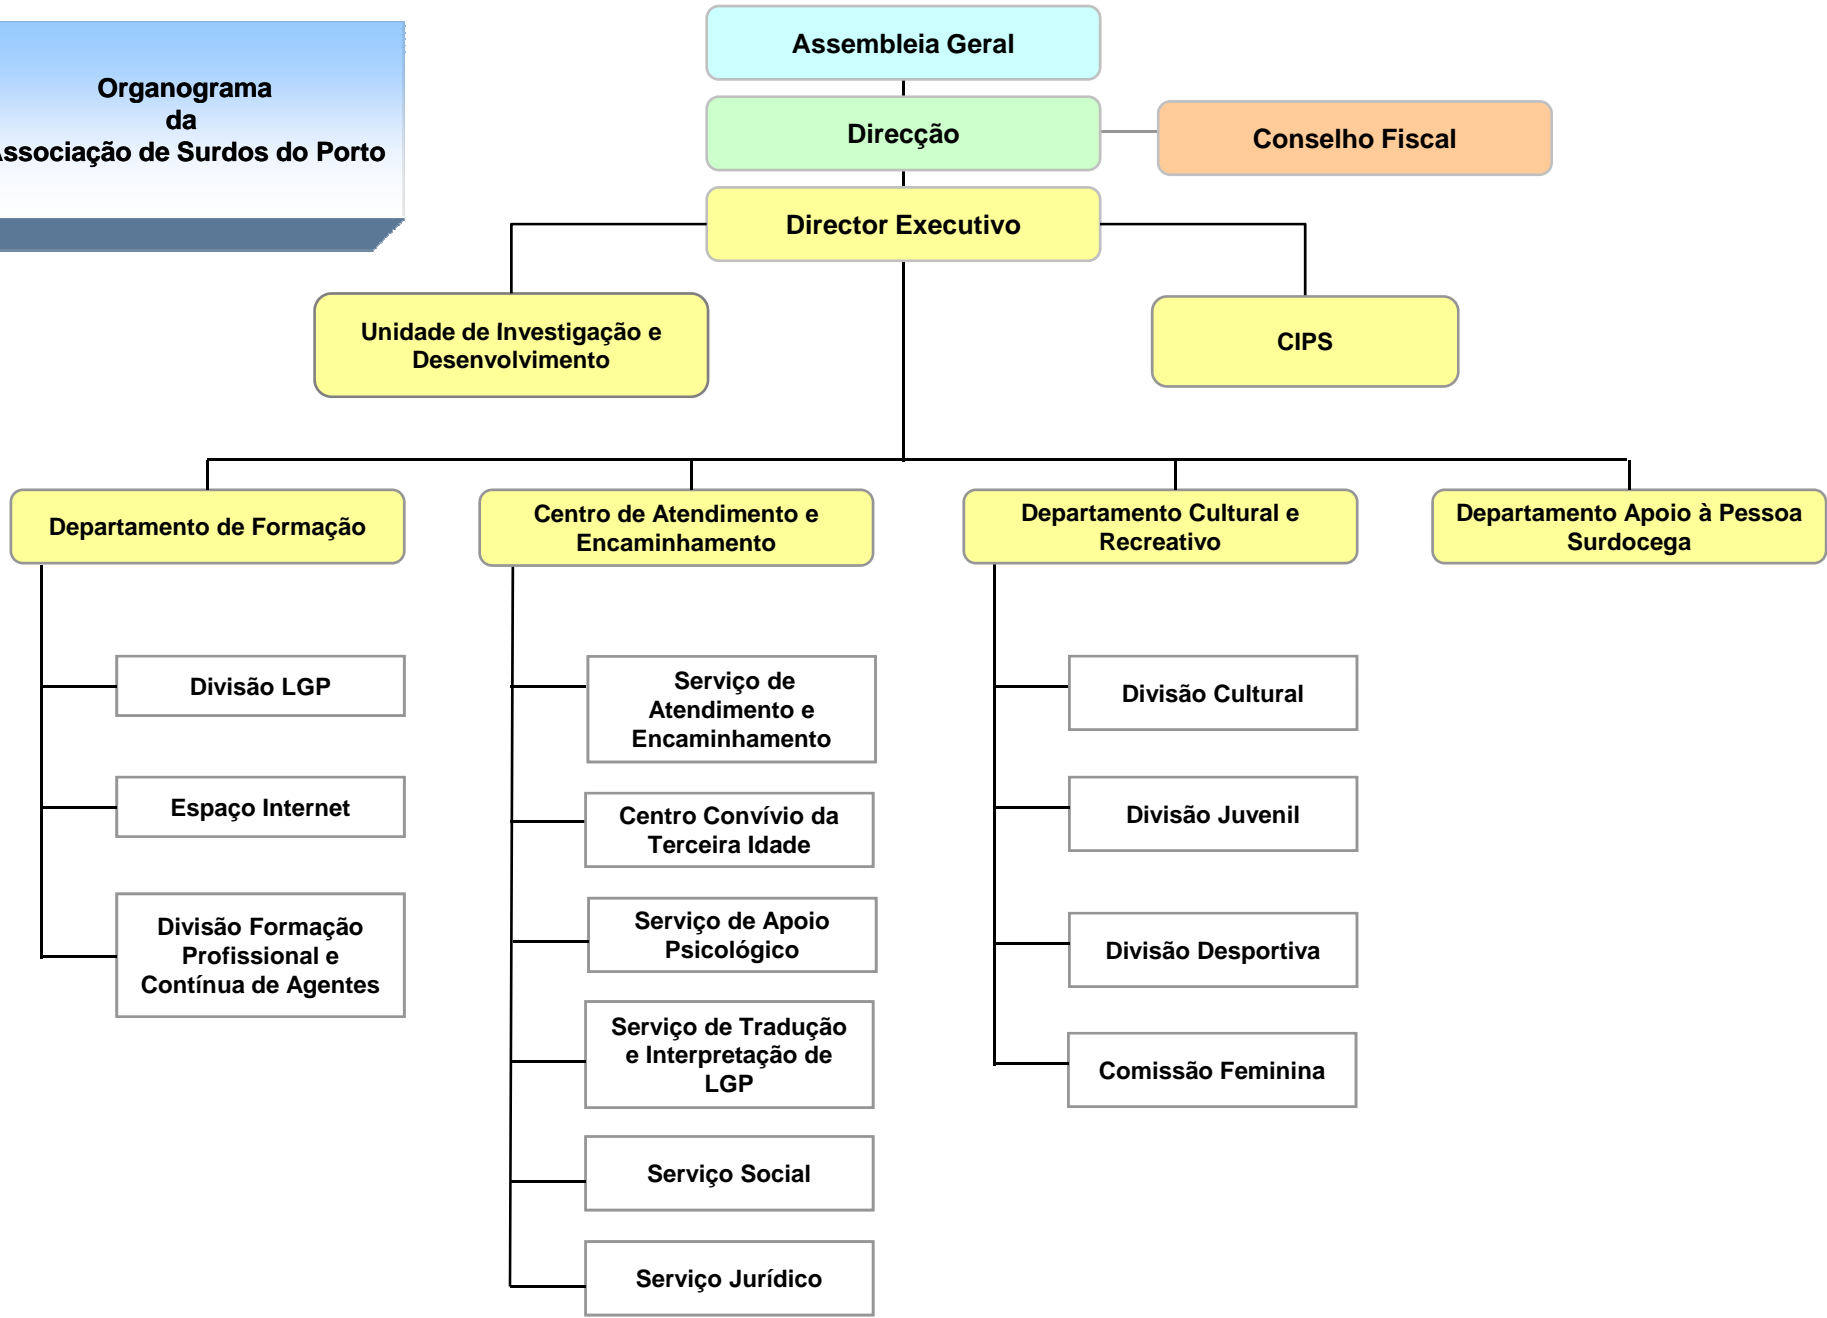 Organograma
da
Associação de Surdos do Porto
Assembleia Geral
Direcção
Conselho Fiscal
Director Executivo
Unidade de Investigação e
Desenvolvimento
CIPS
Departamento de Formação
Centro de Atendimento e
Encaminhamento
Departamento Cultural e
Recreativo
Departamento Apoio à Pessoa
Surdocega
Divisão LGP
Espaço Internet
Divisão Formação
Profissional e
Contínua de Agentes
Serviço de
Atendimento e
Encaminhamento
Centro Convívio da
Terceira Idade
Serviço de Apoio
Psicológico
Serviço de Tradução
e Interpretação de
LGP
Serviço Social
Serviço Jurídico
Divisão Cultural
Divisão Juvenil
Divisão Desportiva
Comissão Feminina